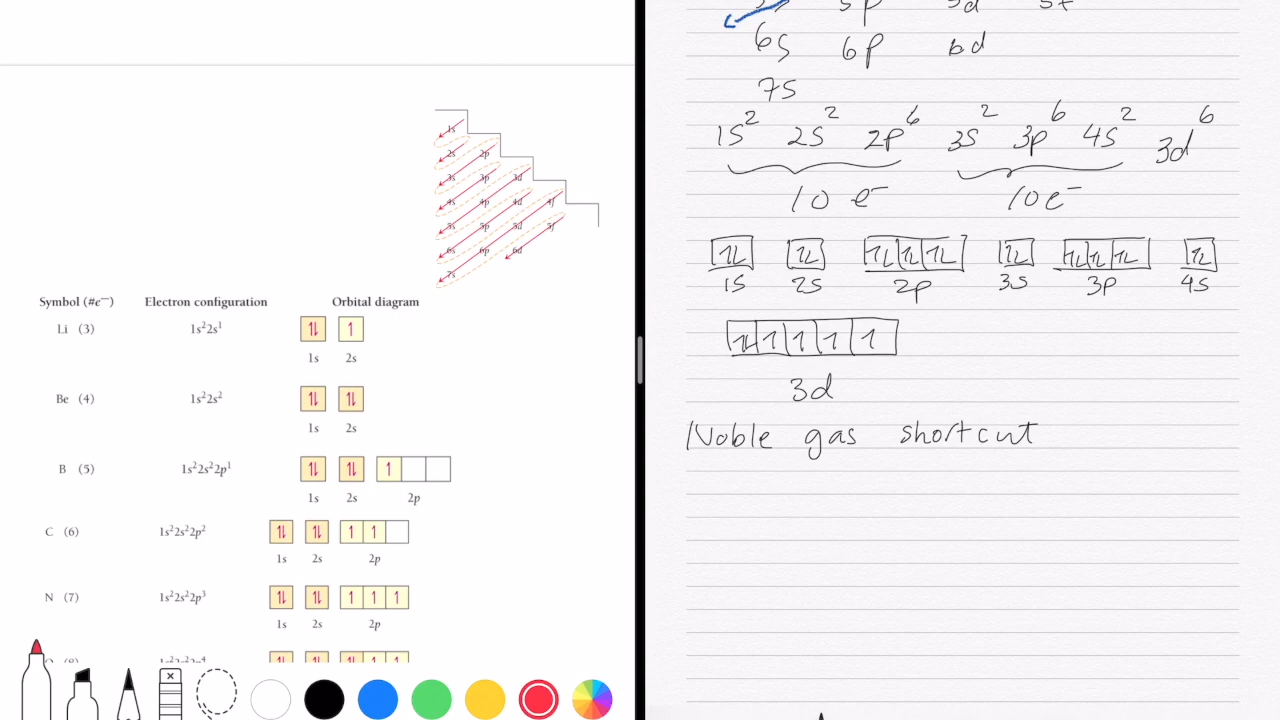 1s
2s 2p
3s 3p 3d
4s 4p 4d 4f
5s 5p 5d 5f
6s 6p 6d
7s
Symbol (#e⁻) Electron configuration Orbital diagram
Li (3) 1s²2s¹ 1s 2s
Be (4) 1s²2s² 1s 2s
B (5) 1s²2s²2p¹ 1s 2s 2p
C (6) 1s²2s²2p² 1s 2s 2p
N (7) 1s²2s²2p³ 1s 2s 2p
5p 5d 5f
6s 6p 6d
7s
1s² 2s² 2p⁶ 3s² 3p⁶ 4s² 3d⁶
10 e⁻ 10 e⁻
1s 2s 2p 3s 3p 4s
3d
Noble gas shortcut